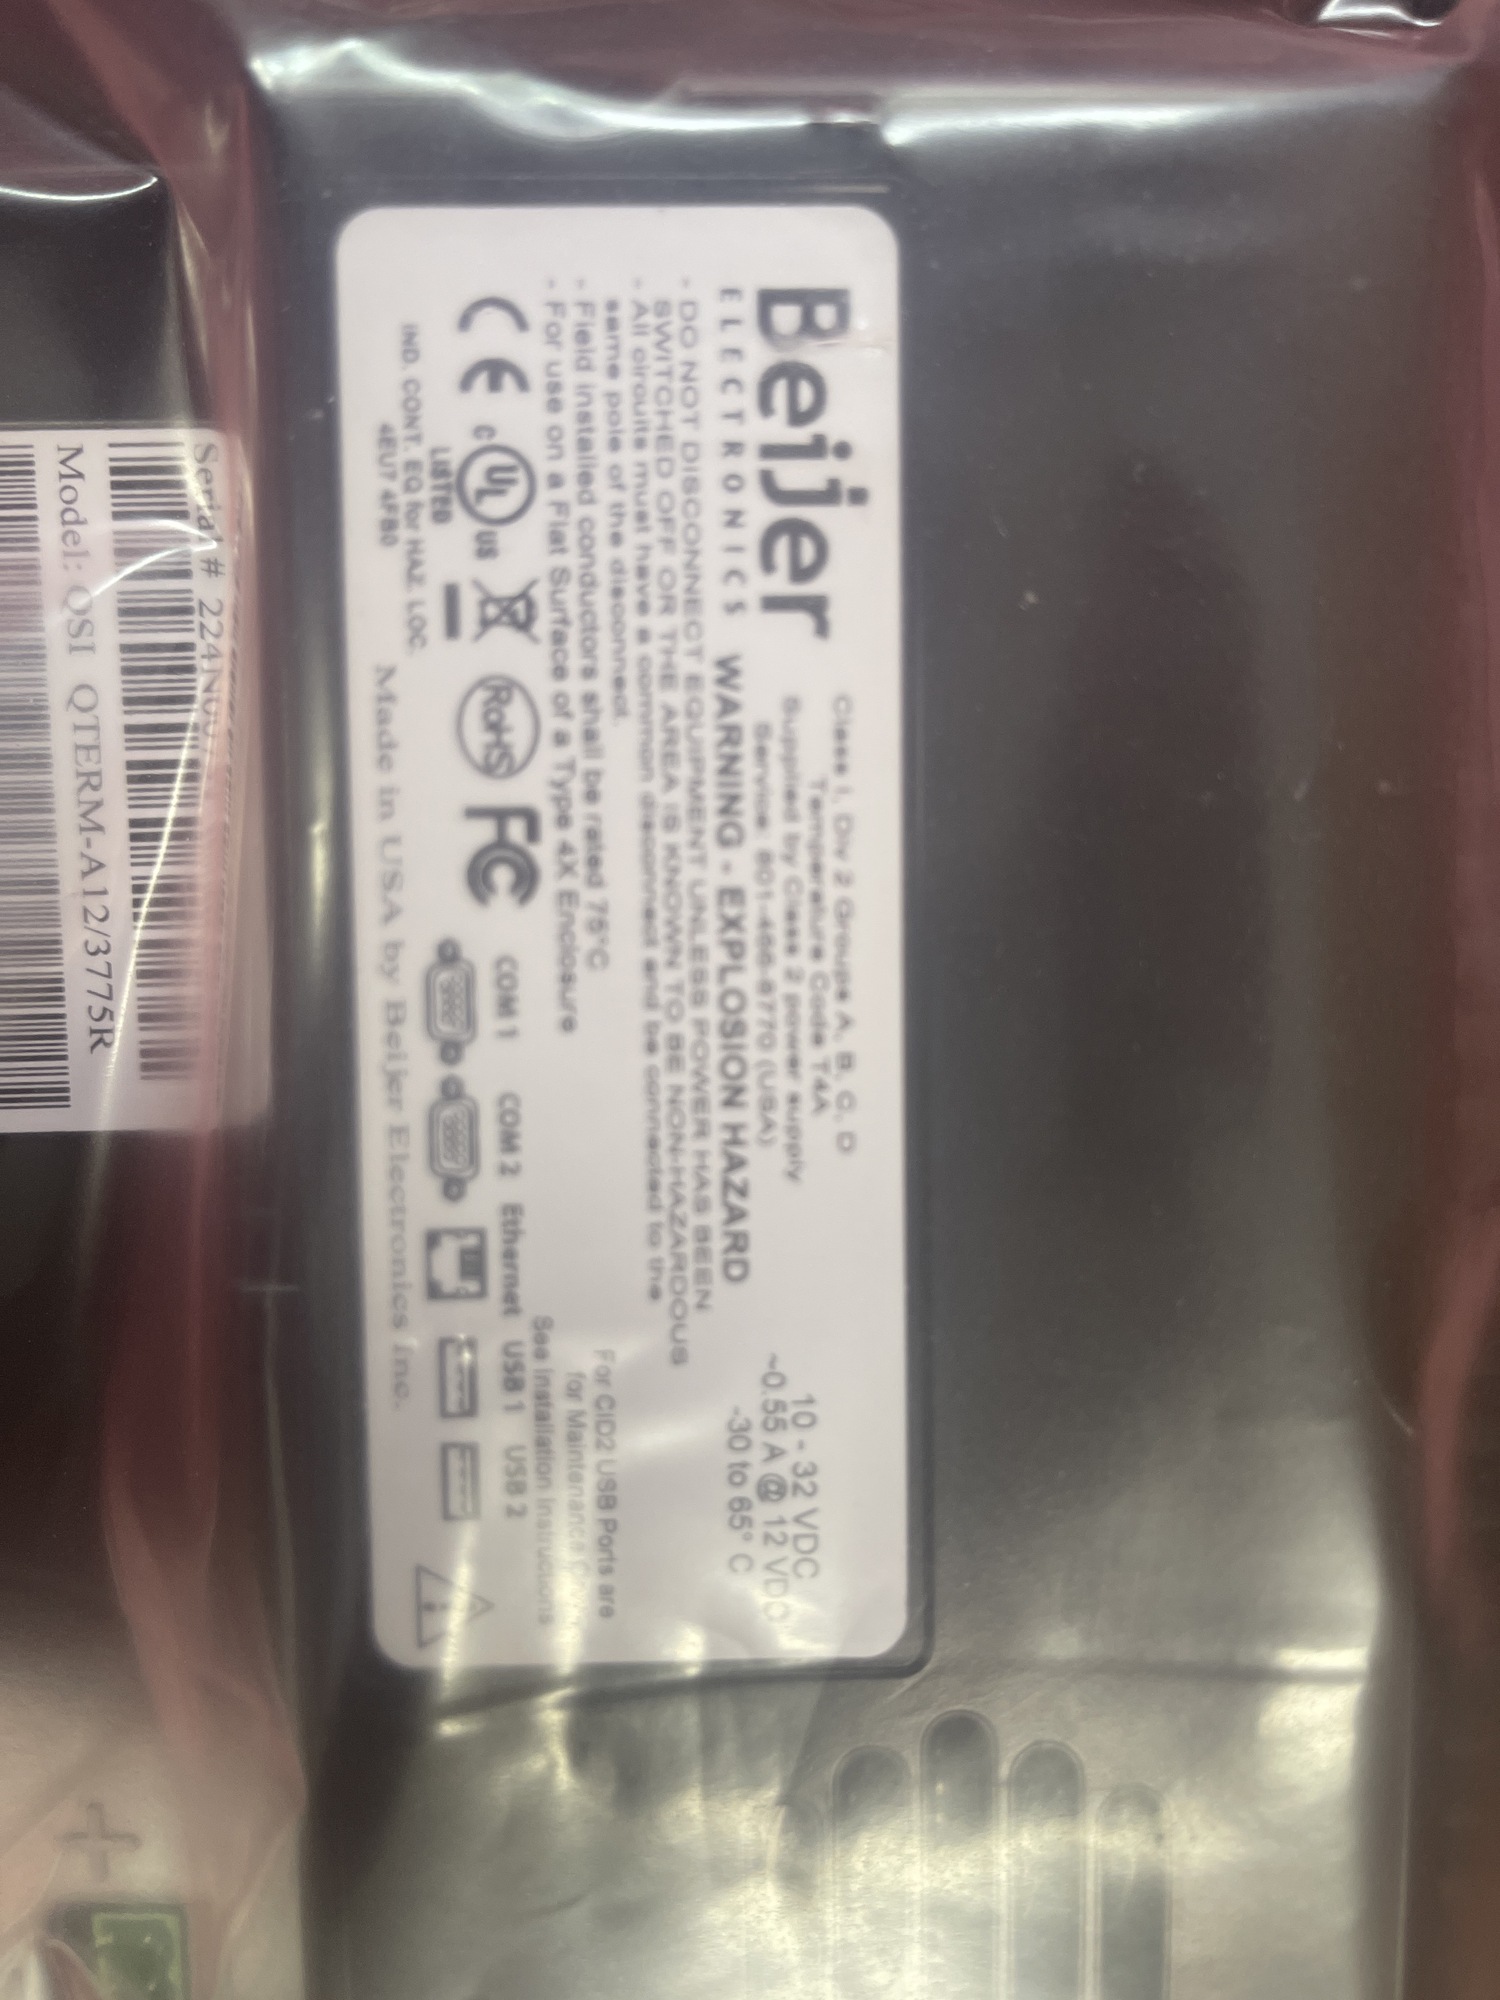 Beijer
ELECTRONICS
Class I, Div 2 Groups A, B, C, D
Temperature Code T4A
Supplied by Class 2 power supply
Service: 801-466-8770 (USA)
10 - 32 VDC
~0.55 A @ 12 VDC
-30 to 65° C
WARNING - EXPLOSION HAZARD
- DO NOT DISCONNECT EQUIPMENT UNLESS POWER HAS BEEN
SWITCHED OFF OR THE AREA IS KNOWN TO BE NON-HAZARDOUS
- All circuits must have a common disconnect and be connected to the
same pole of the disconnect.
- Field installed conductors shall be rated 75°C
- For use on a Flat Surface of a Type 4X Enclosure
For CID2 USB Ports are
for Maintenance
See Installation Instructions
CE
c UL us
LISTED
RoHS
FC
COM 1 COM 2 Ethernet USB 1 USB 2
IND. CONT. EQ for HAZ. LOC.
4EU7 4FB0
Made in USA by Beijer Electronics Inc.
Serial #
Model: QSI QTERM-A12/3775R